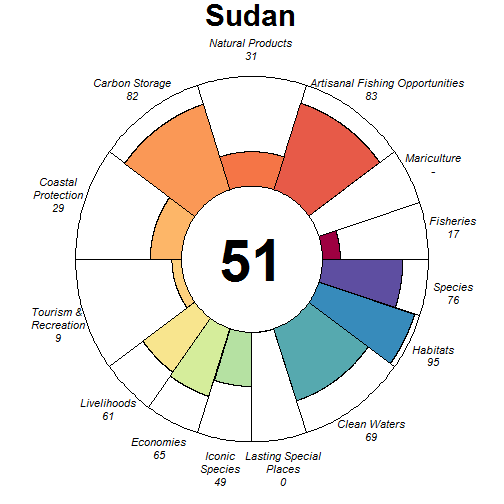 Sudan
Natural Products
31
Artisanal Fishing Opportunities
83
Mariculture
-
Fisheries
17
Species
76
Habitats
95
Clean Waters
69
Lasting Special
Places
0
Iconic
Species
49
Economies
65
Livelihoods
61
Tourism &
Recreation
9
Coastal
Protection
29
Carbon Storage
82
51